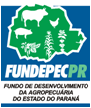 FUNDEPECPR
FUNDO DE DESENVOLVIMENTO
DA AGROPECUÁRIA
DO ESTADO DO PARANÁ